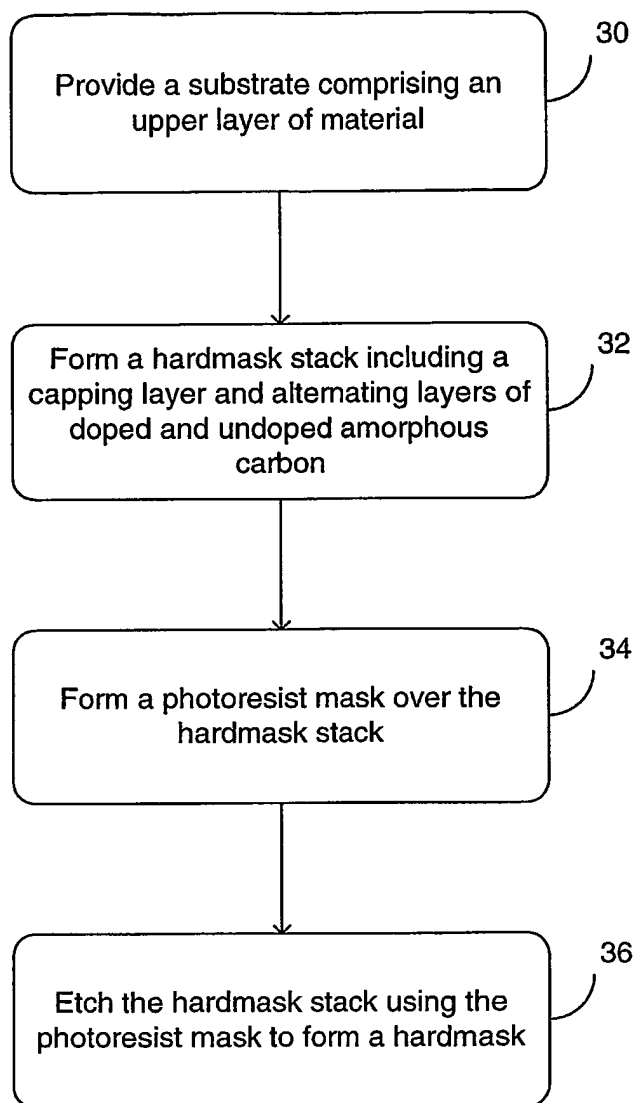 30
Provide a substrate comprising an
upper layer of material
32
Form a hardmask stack including a
capping layer and alternating layers of
doped and undoped amorphous
carbon
34
Form a photoresist mask over the
hardmask stack
36
Etch the hardmask stack using the
photoresist mask to form a hardmask